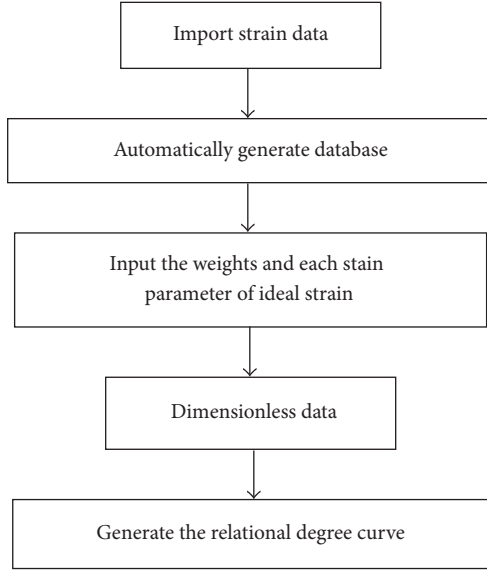 Import strain data
Automatically generate database
Input the weights and each stain
parameter of ideal strain
Dimensionless data
Generate the relational degree curve